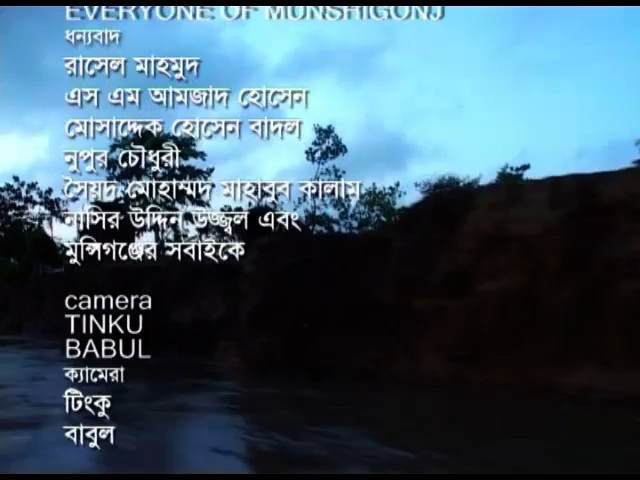 EVERYONE OF MUNSHIGONJ
ধন্যবাদ
রাসেল মাহমুদ
এস এম আমজাদ হোসেন
মোসাদ্দেক হোসেন বাদল
নুপুর চৌধুরী
সৈয়দ মোহাম্মদ মাহাবুব কালাম
নাসির উদ্দিন উজ্জ্বল এবং
মুন্সিগঞ্জের সবাইকে
camera
TINKU
BABUL
ক্যামেরা
টিংকু
বাবুল